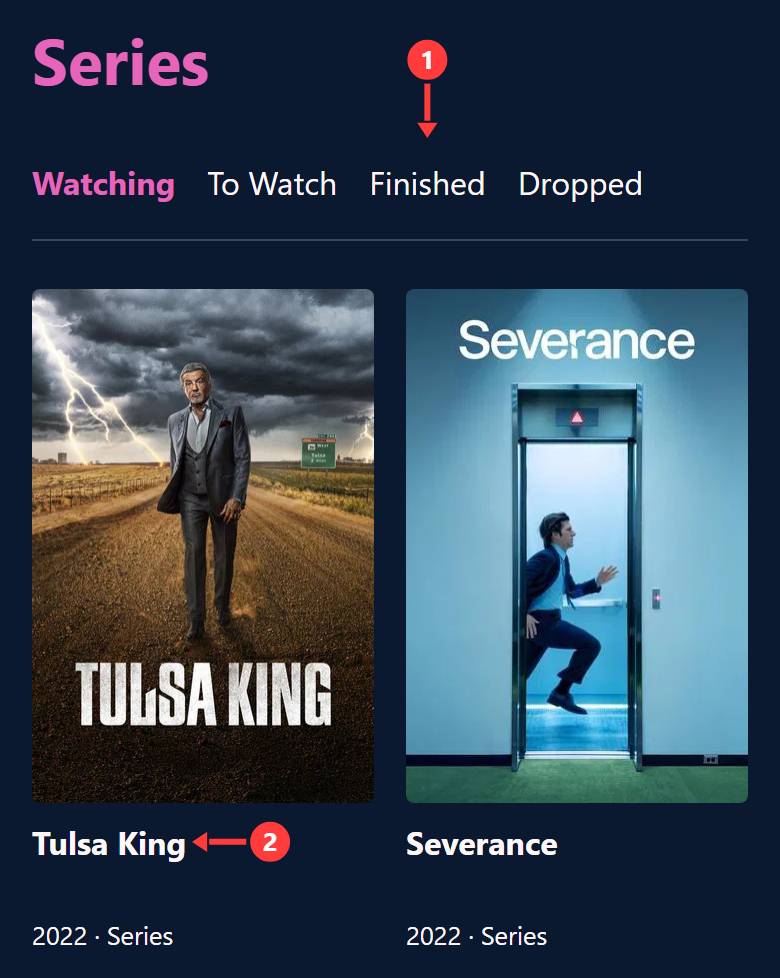 Series
1
Watching To Watch Finished Dropped
Severance
TULSA KING
Tulsa King 2 Severance
2022 · Series 2022 · Series